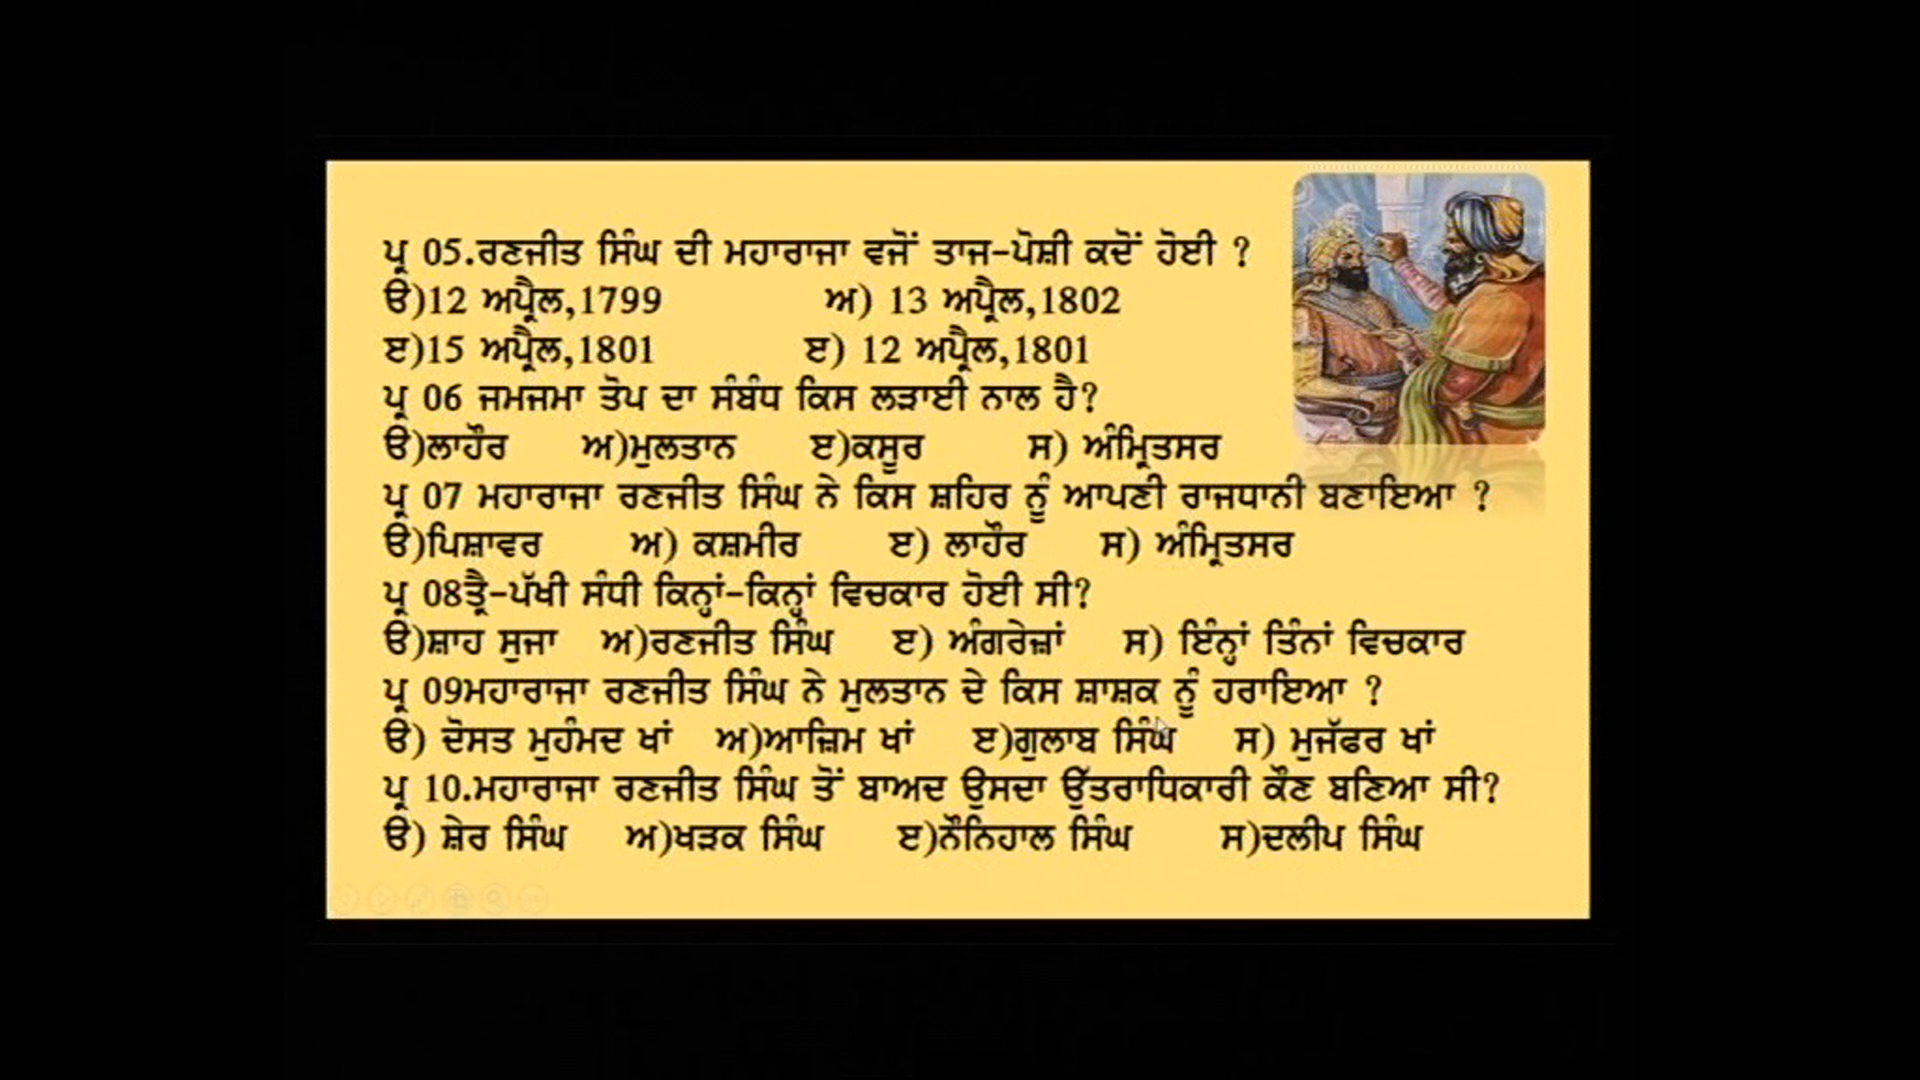 ਪ੍ਰ 05.ਰਣਜੀਤ ਸਿੰਘ ਦੀ ਮਹਾਰਾਜਾ ਵਜੋਂ ਤਾਜ-ਪੋਸ਼ੀ ਕਦੋਂ ਹੋਈ ?
ੳ)12 ਅਪ੍ਰੈਲ,1799 ਅ) 13 ਅਪ੍ਰੈਲ,1802
ੲ)15 ਅਪ੍ਰੈਲ,1801 ੲ) 12 ਅਪ੍ਰੈਲ,1801
ਪ੍ਰ 06 ਜਮਜਮਾ ਤੋਪ ਦਾ ਸੰਬੰਧ ਕਿਸ ਲੜਾਈ ਨਾਲ ਹੈ?
ੳ)ਲਾਹੌਰ ਅ)ਮੁਲਤਾਨ ੲ)ਕਸੂਰ ਸ) ਅੰਮ੍ਰਿਤਸਰ
ਪ੍ਰ 07 ਮਹਾਰਾਜਾ ਰਣਜੀਤ ਸਿੰਘ ਨੇ ਕਿਸ ਸ਼ਹਿਰ ਨੂੰ ਆਪਣੀ ਰਾਜਧਾਨੀ ਬਣਾਇਆ ?
ੳ)ਪਿਸ਼ਾਵਰ ਅ) ਕਸ਼ਮੀਰ ੲ) ਲਾਹੌਰ ਸ) ਅੰਮ੍ਰਿਤਸਰ
ਪ੍ਰ 08ਤ੍ਰੈ-ਪੱਖੀ ਸੰਧੀ ਕਿਨ੍ਹਾਂ-ਕਿਨ੍ਹਾਂ ਵਿਚਕਾਰ ਹੋਈ ਸੀ?
ੳ)ਸ਼ਾਹ ਸੁਜਾ ਅ)ਰਣਜੀਤ ਸਿੰਘ ੲ) ਅੰਗਰੇਜ਼ਾਂ ਸ) ਇੰਨ੍ਹਾਂ ਤਿੰਨਾਂ ਵਿਚਕਾਰ
ਪ੍ਰ 09ਮਹਾਰਾਜਾ ਰਣਜੀਤ ਸਿੰਘ ਨੇ ਮੁਲਤਾਨ ਦੇ ਕਿਸ ਸ਼ਾਸ਼ਕ ਨੂੰ ਹਰਾਇਆ ?
ੳ) ਦੋਸਤ ਮੁਹੰਮਦ ਖਾਂ ਅ)ਆਜ਼ਿਮ ਖਾਂ ੲ)ਗੁਲਾਬ ਸਿੰਘ ਸ) ਮੁਜੱਫਰ ਖਾਂ
ਪ੍ਰ 10.ਮਹਾਰਾਜਾ ਰਣਜੀਤ ਸਿੰਘ ਤੋਂ ਬਾਅਦ ਉਸਦਾ ਉੱਤਰਾਧਿਕਾਰੀ ਕੌਣ ਬਣਿਆ ਸੀ?
ੳ) ਸ਼ੇਰ ਸਿੰਘ ਅ)ਖੜਕ ਸਿੰਘ ੲ)ਨੌਨਿਹਾਲ ਸਿੰਘ ਸ)ਦਲੀਪ ਸਿੰਘ